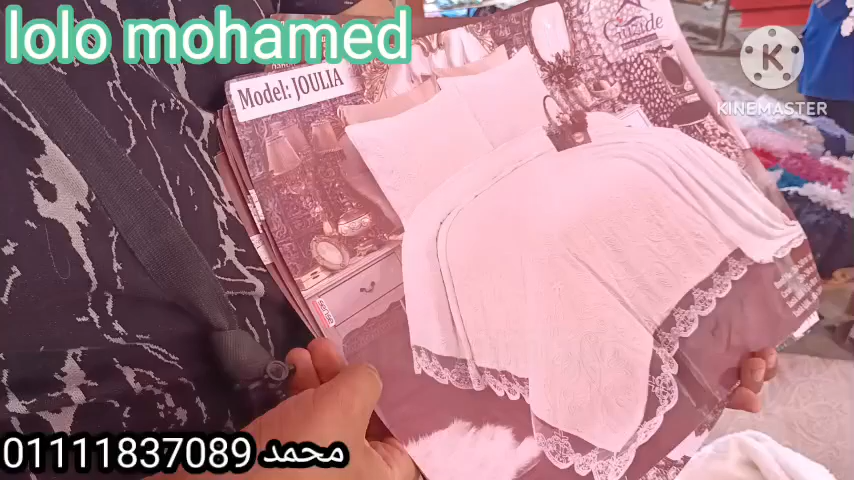 lolo mohamed
KINEMASTER
Model: JOULIA
01111837089 محمد